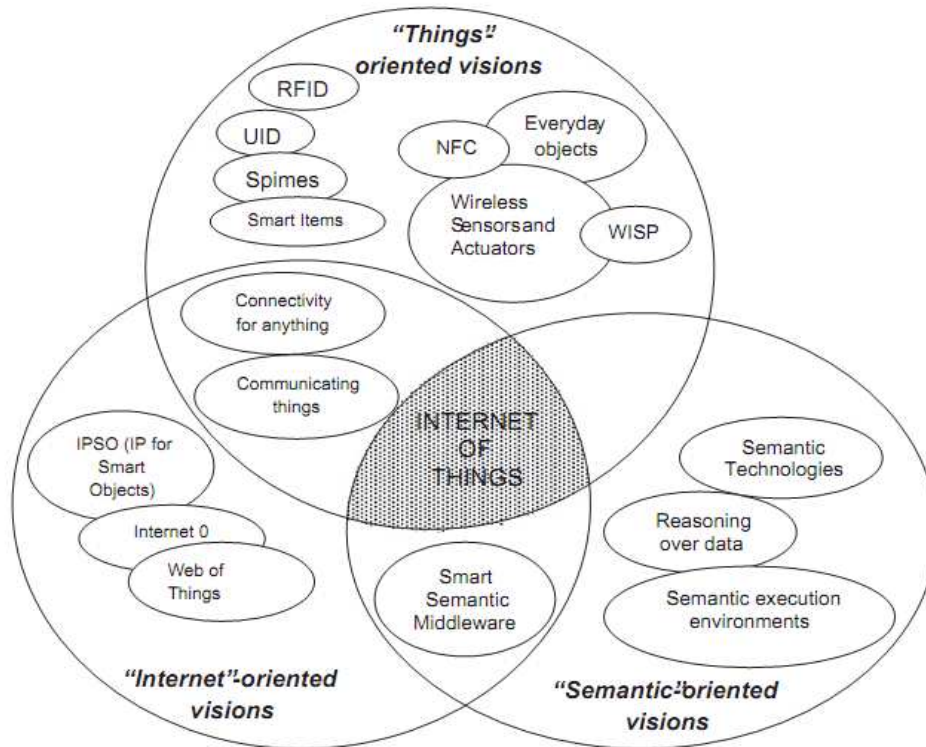 “Things”-
oriented visions
RFID
UID
Spimes
Smart Items
NFC
Everyday
objects
Wireless
Sensors and
Actuators
WISP
Connectivity
for anything
Communicating
things
INTERNET
OF
THINGS
IPSO (IP for
Smart
Objects)
Internet 0
Web of
Things
Smart
Semantic
Middleware
Semantic
Technologies
Reasoning
over data
Semantic execution
environments
“Internet”-oriented
visions
“Semantic”-oriented
visions